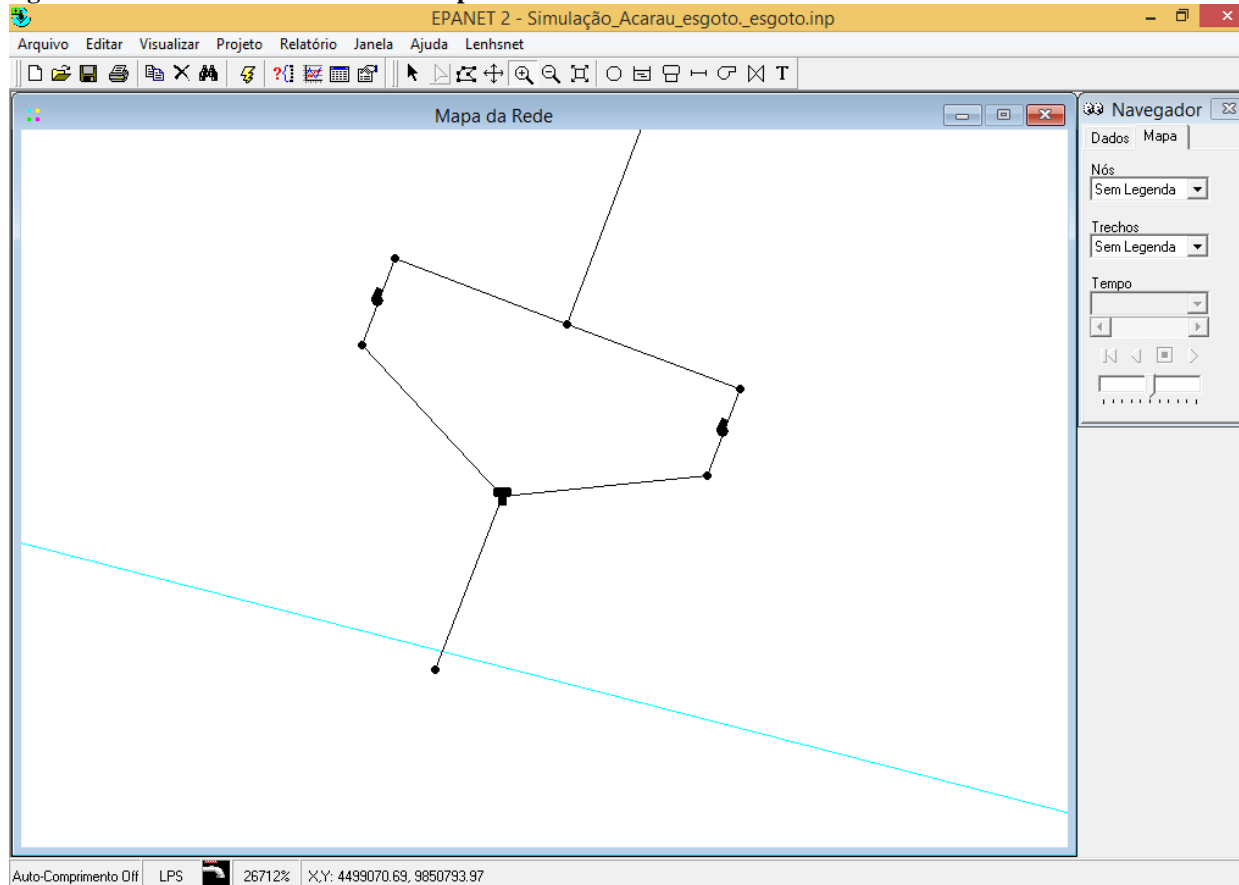 EPANET 2 - Simulação_Acarau_esgoto._esgoto.inp
Arquivo Editar Visualizar Projeto Relatório Janela Ajuda Lenhsnet
T
Mapa da Rede
Navegador
Dados Mapa
Nós
Sem Legenda
Trechos
Sem Legenda
Tempo
Auto-Comprimento Off LPS 26712% X,Y: 4499070.69, 9850793.97